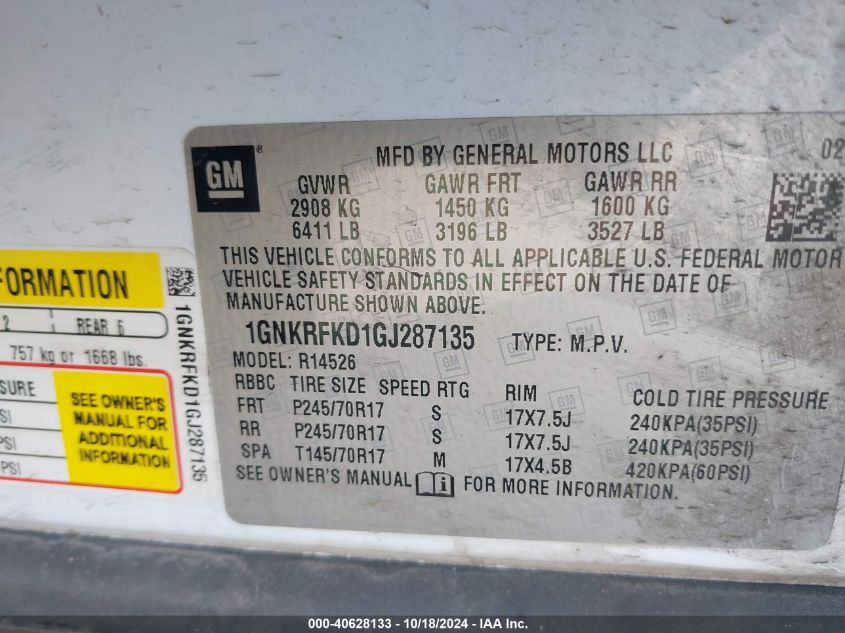 GM
®
MFD BY GENERAL MOTORS LLC 02
GVWR GAWR FRT GAWR RR
2908 KG 1450 KG 1600 KG
6411 LB 3196 LB 3527 LB
THIS VEHICLE CONFORMS TO ALL APPLICABLE U.S. FEDERAL MOTOR
VEHICLE SAFETY STANDARDS IN EFFECT ON THE DATE OF
MANUFACTURE SHOWN ABOVE.
1GNKRFKD1GJ287135 TYPE: M.P.V.
MODEL: R14526
RBBC TIRE SIZE SPEED RTG RIM COLD TIRE PRESSURE
FRT P245/70R17 S 17X7.5J 240KPA(35PSI)
RR P245/70R17 S 17X7.5J 240KPA(35PSI)
SPA T145/70R17 M 17X4.5B 420KPA(60PSI)
SEE OWNER'S MANUAL i FOR MORE INFORMATION.
FORMATION
2 REAR 6
757 kg or 1668 lbs.
SURE
SI
SI
PSI
SEE OWNER'S
MANUAL FOR
ADDITIONAL
INFORMATION
1GNKRFKD1GJ287135
000-40628133 - 10/18/2024 - IAA Inc.